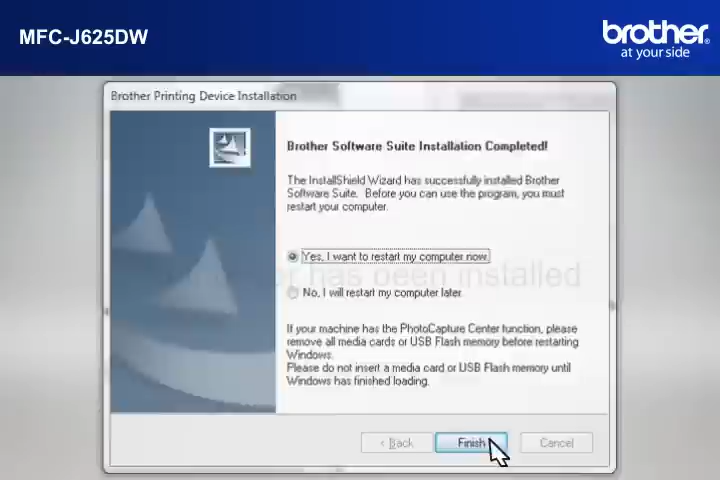 MFC-J625DW
brother
at your side
Brother Printing Device Installation
Brother Software Suite Installation Completed!
The InstallShield Wizard has successfully installed Brother
Software Suite. Before you can use the program, you must
restart your computer.
Yes, I want to restart my computer now.
has been installed
No, I will restart my computer later.
If your machine has the PhotoCapture Center function, please
remove all media cards or USB Flash memory before restarting
Windows.
Please do not insert a media card or USB Flash memory until
Windows has finished loading.
< Back
Finish
Cancel